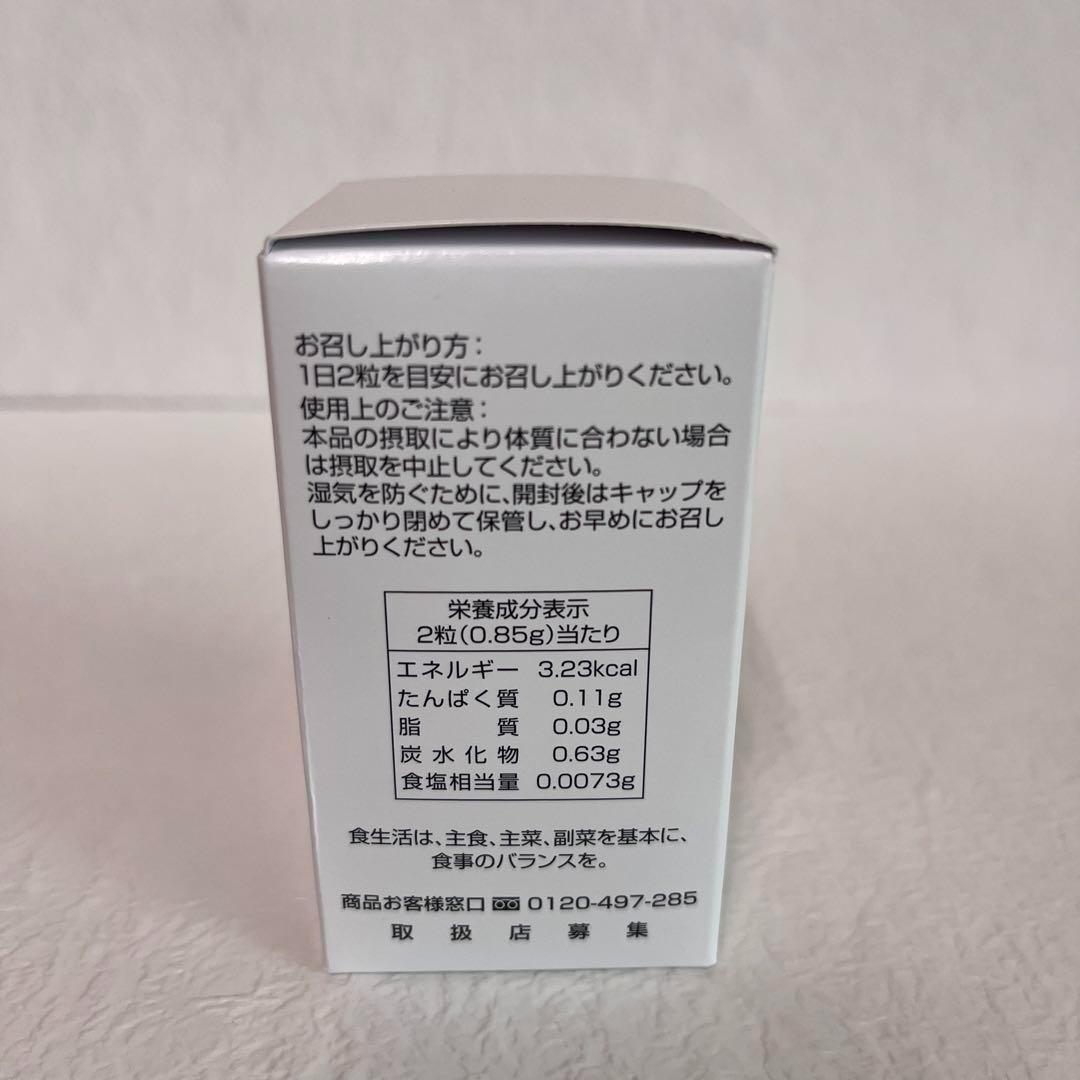 お召し上がり方：
1日2粒を目安にお召し上がりください。
使用上のご注意：
本品の摂取により体質に合わない場合
は摂取を中止してください。
湿気を防ぐために、開封後はキャップを
しっかり閉めて保管し、お早めにお召し
上がりください。
栄養成分表示
2粒(0.85g)当たり
エネルギー 3.23kcal
たんぱく質 0.11g
脂質 0.03g
炭水化物 0.63g
食塩相当量 0.0073g
食生活は、主食、主菜、副菜を基本に、
食事のバランスを。
商品お客様窓口 0120-497-285
取扱店募集